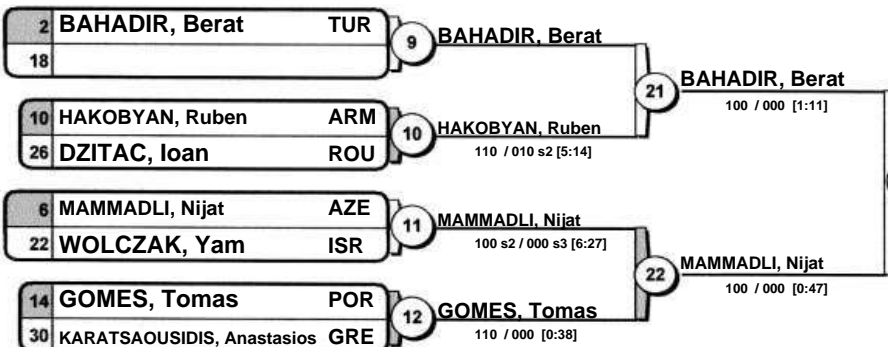 2 BAHADIR, Berat TUR
18
9
BAHADIR, Berat
10 HAKOBYAN, Ruben ARM
26 DZITAC, Ioan ROU
10
HAKOBYAN, Ruben
110 / 010 s2 [5:14]
21
BAHADIR, Berat
100 / 000 [1:11]
6 MAMMADLI, Nijat AZE
22 WOLCZAK, Yam ISR
11
MAMMADLI, Nijat
100 s2 / 000 s3 [6:27]
14 GOMES, Tomas POR
30 KARATSAOUSIDIS, Anastasios GRE
12
GOMES, Tomas
110 / 000 [0:38]
22
MAMMADLI, Nijat
100 / 000 [0:47]